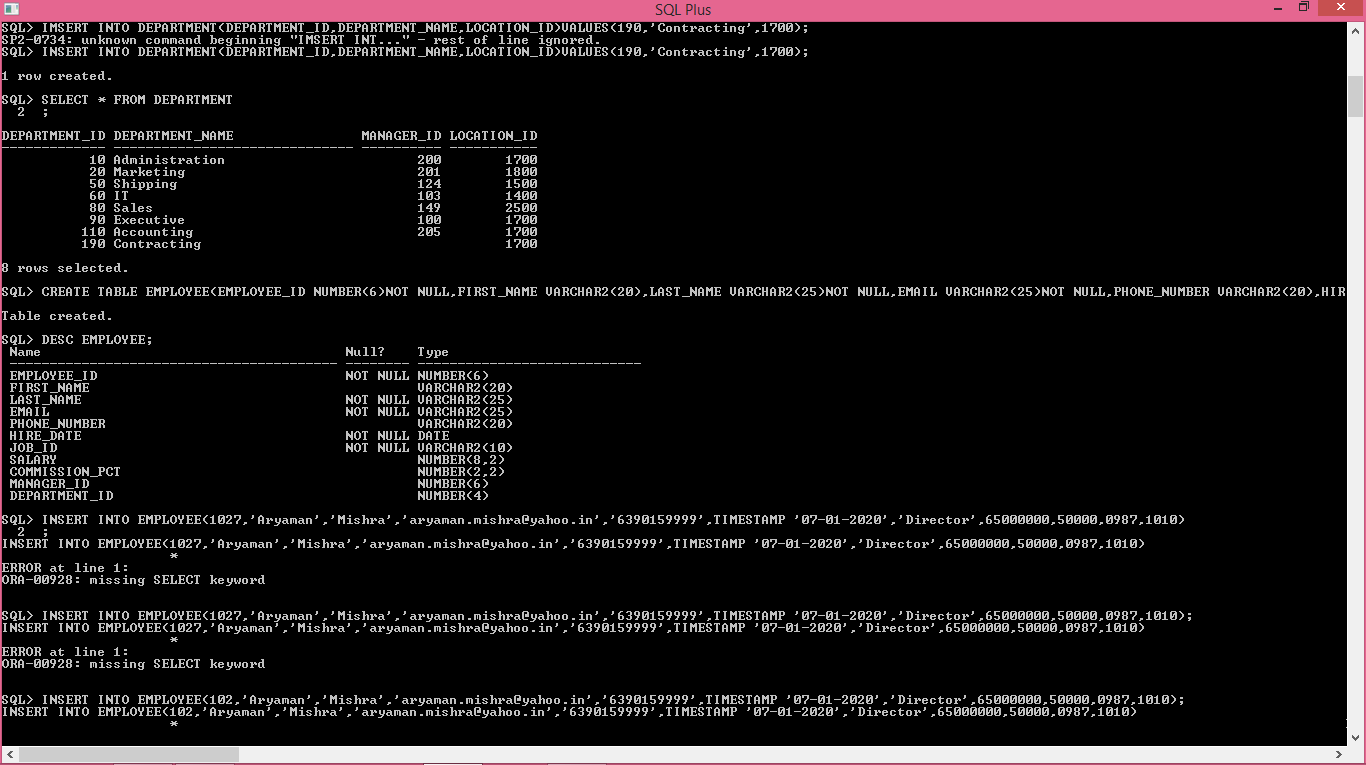 SQL Plus
SQL> IMSERT INTO DEPARTMENT(DEPARTMENT_ID,DEPARTMENT_NAME,LOCATION_ID)VALUES(190,'Contracting',1700);
SP2-0734: unknown command beginning "IMSERT INT..." - rest of line ignored.
SQL> INSERT INTO DEPARTMENT(DEPARTMENT_ID,DEPARTMENT_NAME,LOCATION_ID)VALUES(190,'Contracting',1700);
1 row created.
SQL> SELECT * FROM DEPARTMENT
2 ;
DEPARTMENT_ID DEPARTMENT_NAME MANAGER_ID LOCATION_ID
10 Administration 200 1700
20 Marketing 201 1800
50 Shipping 124 1500
60 IT 103 1400
80 Sales 149 2500
90 Executive 100 1700
110 Accounting 205 1700
190 Contracting 1700
8 rows selected.
SQL> CREATE TABLE EMPLOYEE(EMPLOYEE_ID NUMBER(6)NOT NULL,FIRST_NAME VARCHAR2(20),LAST_NAME VARCHAR2(25)NOT NULL,EMAIL VARCHAR2(25)NOT NULL,PHONE_NUMBER VARCHAR2(20),HIR
Table created.
SQL> DESC EMPLOYEE;
Name Null? Type
EMPLOYEE_ID NOT NULL NUMBER(6)
FIRST_NAME VARCHAR2(20)
LAST_NAME NOT NULL VARCHAR2(25)
EMAIL NOT NULL VARCHAR2(25)
PHONE_NUMBER VARCHAR2(20)
HIRE_DATE NOT NULL DATE
JOB_ID NOT NULL VARCHAR2(10)
SALARY NUMBER(8,2)
COMMISSION_PCT NUMBER(2,2)
MANAGER_ID NUMBER(6)
DEPARTMENT_ID NUMBER(4)
SQL> INSERT INTO EMPLOYEE(1027,'Aryaman','Mishra','aryaman.mishra@yahoo.in','6390159999',TIMESTAMP '07-01-2020','Director',65000000,50000,0987,1010)
2 ;
INSERT INTO EMPLOYEE(1027,'Aryaman','Mishra','aryaman.mishra@yahoo.in','6390159999',TIMESTAMP '07-01-2020','Director',65000000,50000,0987,1010)
*
ERROR at line 1:
ORA-00928: missing SELECT keyword
SQL> INSERT INTO EMPLOYEE(1027,'Aryaman','Mishra','aryaman.mishra@yahoo.in','6390159999',TIMESTAMP '07-01-2020','Director',65000000,50000,0987,1010);
INSERT INTO EMPLOYEE(1027,'Aryaman','Mishra','aryaman.mishra@yahoo.in','6390159999',TIMESTAMP '07-01-2020','Director',65000000,50000,0987,1010)
*
ERROR at line 1:
ORA-00928: missing SELECT keyword
SQL> INSERT INTO EMPLOYEE(102,'Aryaman','Mishra','aryaman.mishra@yahoo.in','6390159999',TIMESTAMP '07-01-2020','Director',65000000,50000,0987,1010);
INSERT INTO EMPLOYEE(102,'Aryaman','Mishra','aryaman.mishra@yahoo.in','6390159999',TIMESTAMP '07-01-2020','Director',65000000,50000,0987,1010)
*